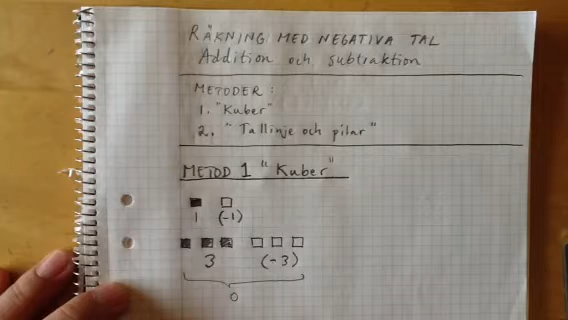 RÄKNING MED NEGATIVA TAL
Addition och subtraktion
METODER:
1. "Kuber"
2. "Tallinje och pilar"
METOD 1 "Kuber"
1 (-1)
3 (-3)
0